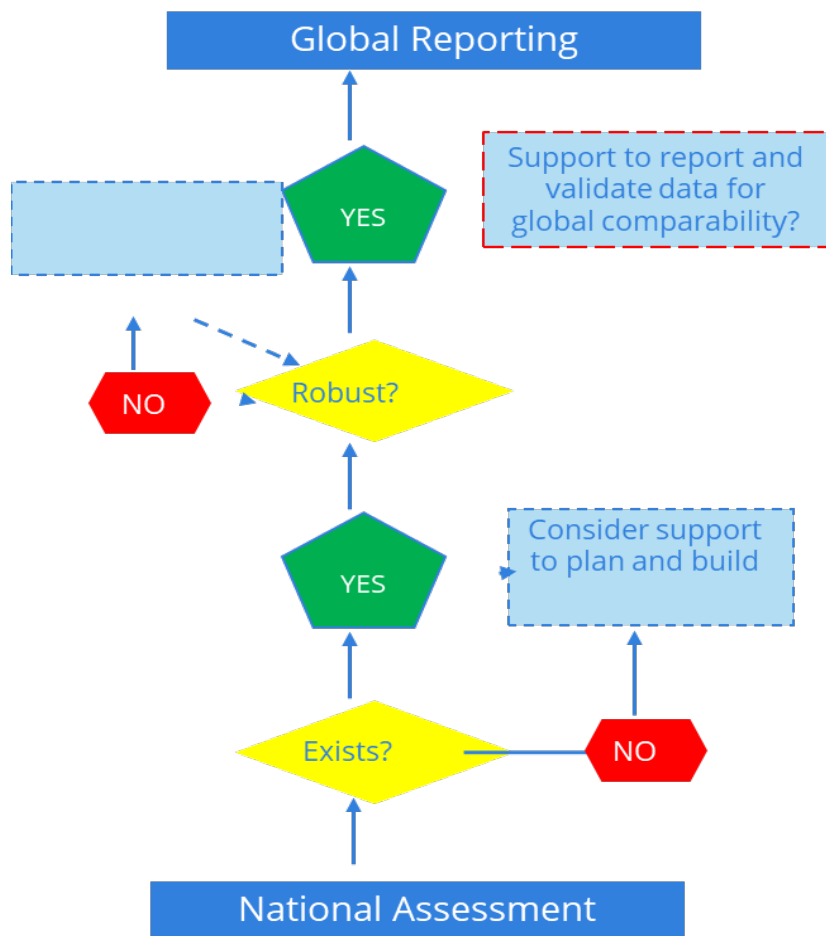 Global Reporting
Support to report and
validate data for
global comparability?
YES
Robust?
NO
Consider support
to plan and build
YES
Exists?
NO
National Assessment